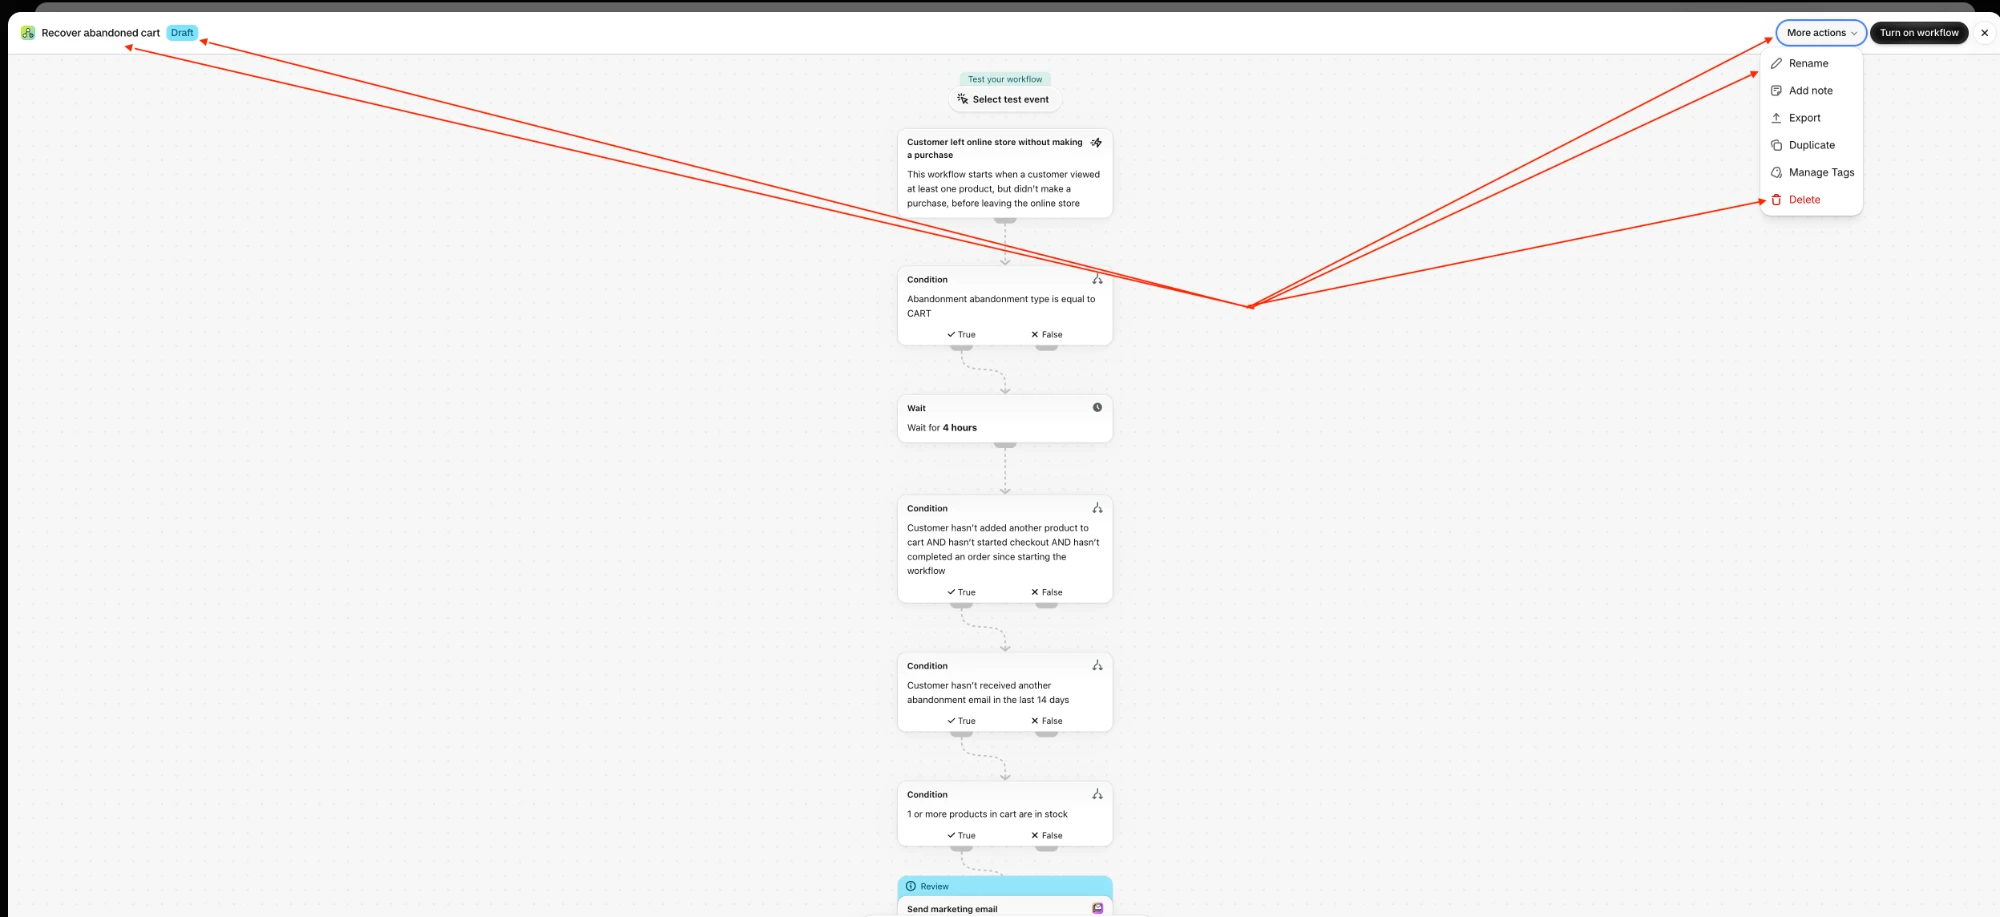 Recover abandoned cart Draft
More actions
Turn on workflow
Rename
Add note
Export
Duplicate
Manage Tags
Delete
Test your workflow
Select test event
Customer left online store without making
a purchase
This workflow starts when a customer viewed
at least one product, but didn't make a
purchase, before leaving the online store
Condition
Abandonment abandonment type is equal to
CART
True False
Wait
Wait for 4 hours
Condition
Customer hasn't added another product to
cart AND hasn't started checkout AND hasn't
completed an order since starting the
workflow
True False
Condition
Customer hasn't received another
abandonment email in the last 14 days
True False
Condition
1 or more products in cart are in stock
True False
Review
Send marketing email